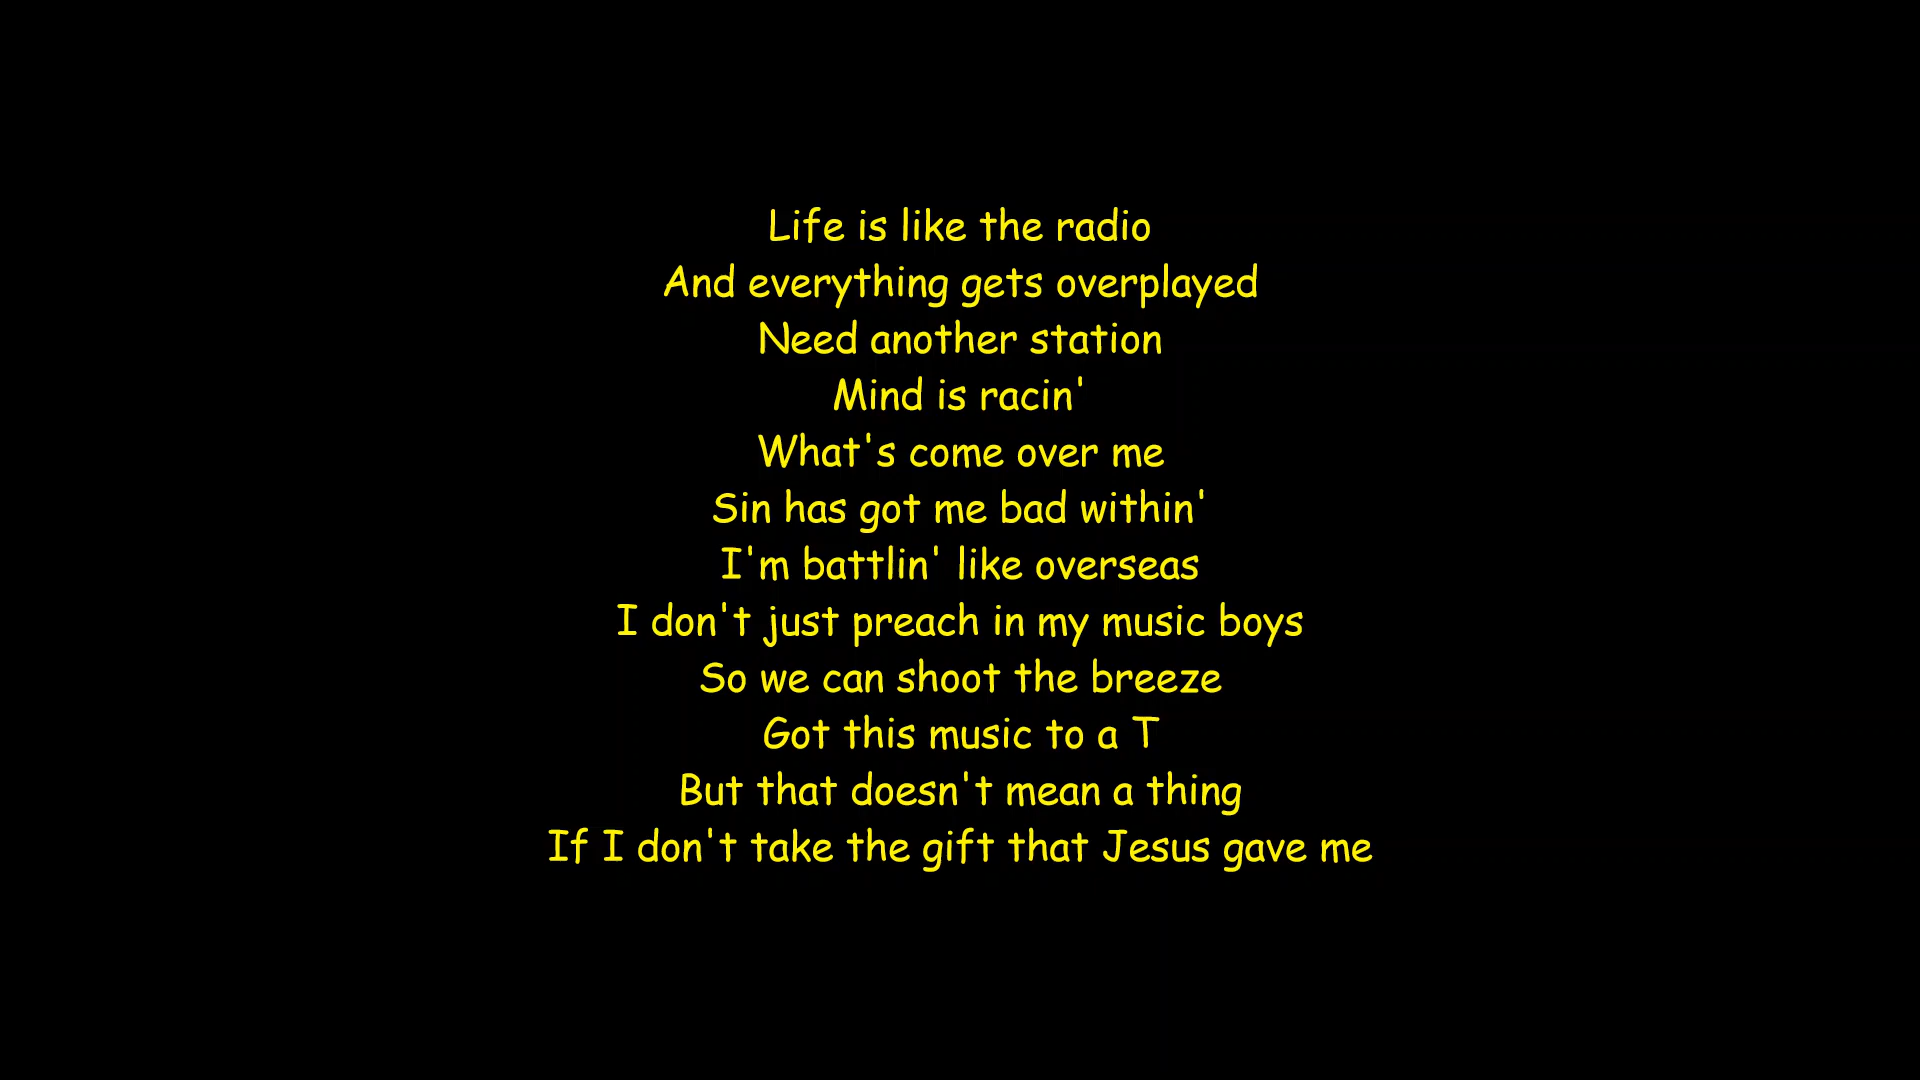 Life is like the radio
And everything gets overplayed
Need another station
Mind is racin'
What's come over me
Sin has got me bad within'
I'm battlin' like overseas
I don't just preach in my music boys
So we can shoot the breeze
Got this music to a T
But that doesn't mean a thing
If I don't take the gift that Jesus gave me